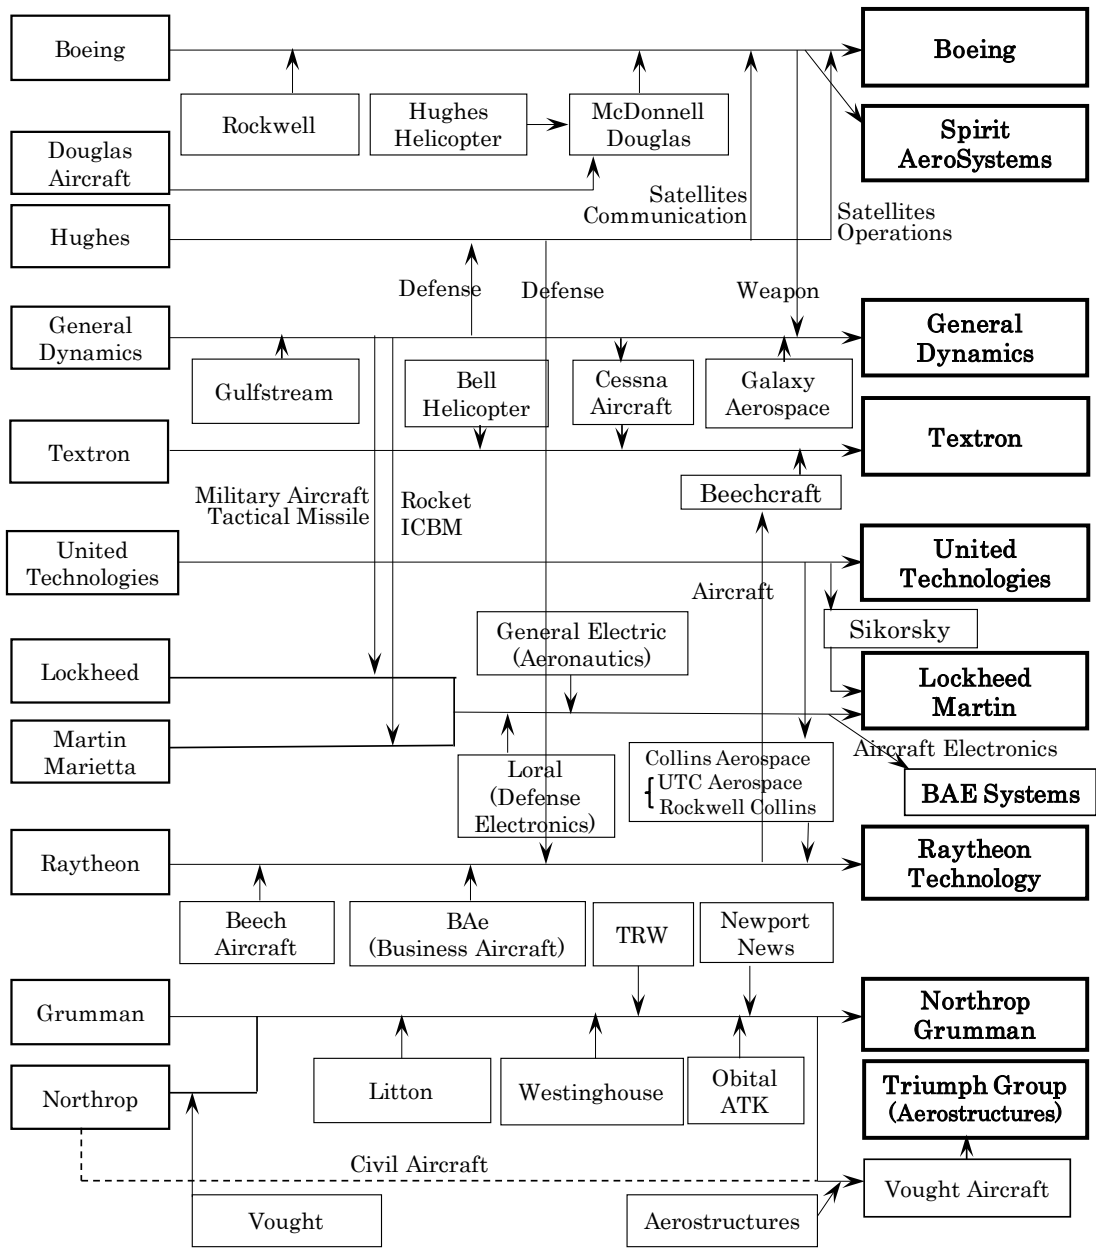 Boeing
Boeing
Rockwell
Hughes
Helicopter
McDonnell
Douglas
Spirit
AeroSystems
Douglas
Aircraft
Satellites
Communication
Satellites
Operations
Hughes
Defense
Defense
Weapon
General
Dynamics
General
Dynamics
Gulfstream
Bell
Helicopter
Cessna
Aircraft
Galaxy
Aerospace
Textron
Textron
Beechcraft
Military Aircraft
Tactical Missile
Rocket
ICBM
United
Technologies
United
Technologies
Aircraft
Sikorsky
General Electric
(Aeronautics)
Lockheed
Lockheed
Martin
Martin
Marietta
Aircraft Electronics
Loral
(Defense
Electronics)
Collins Aerospace
UTC Aerospace
Rockwell Collins
BAE Systems
Raytheon
Raytheon
Technology
Beech
Aircraft
BAe
(Business Aircraft)
TRW
Newport
News
Grumman
Northrop
Grumman
Litton
Westinghouse
Obital
ATK
Northrop
Triumph Group
(Aerostructures)
Civil Aircraft
Vought Aircraft
Vought
Aerostructures